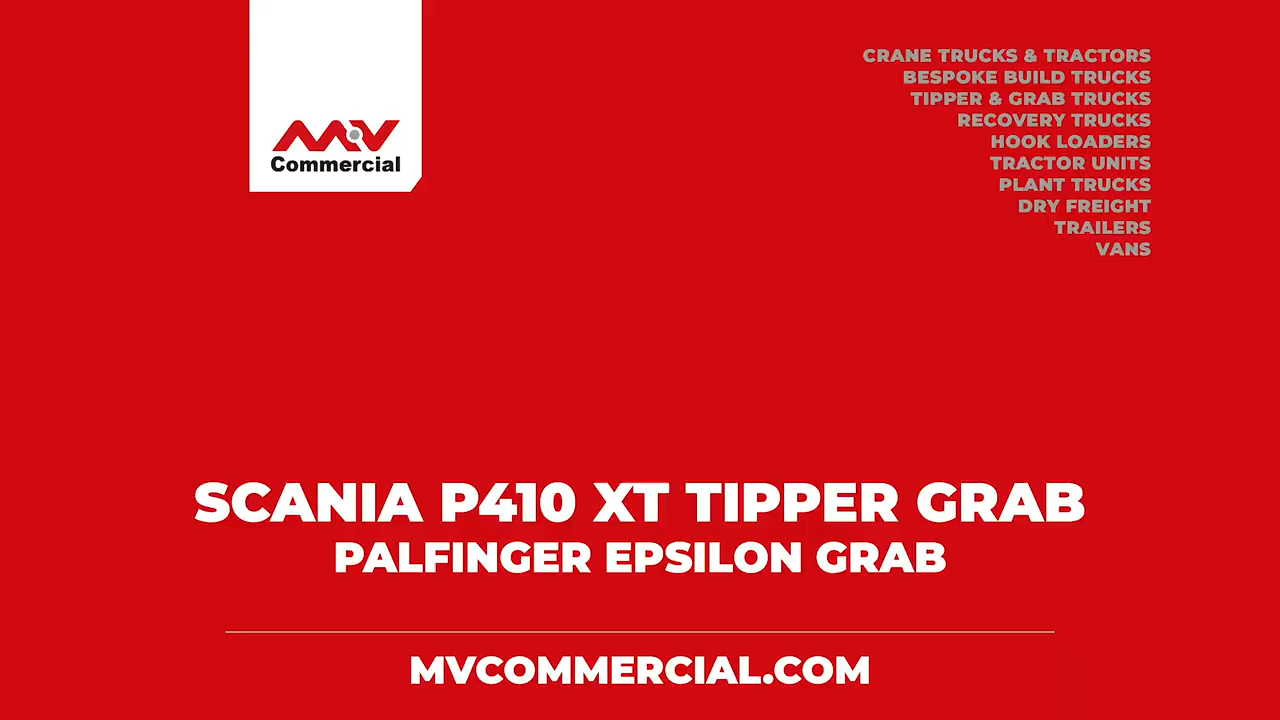 MV
Commercial
CRANE TRUCKS & TRACTORS
BESPOKE BUILD TRUCKS
TIPPER & GRAB TRUCKS
RECOVERY TRUCKS
HOOK LOADERS
TRACTOR UNITS
PLANT TRUCKS
DRY FREIGHT
TRAILERS
VANS
SCANIA P410 XT TIPPER GRAB
PALFINGER EPSILON GRAB
MVCOMMERCIAL.COM